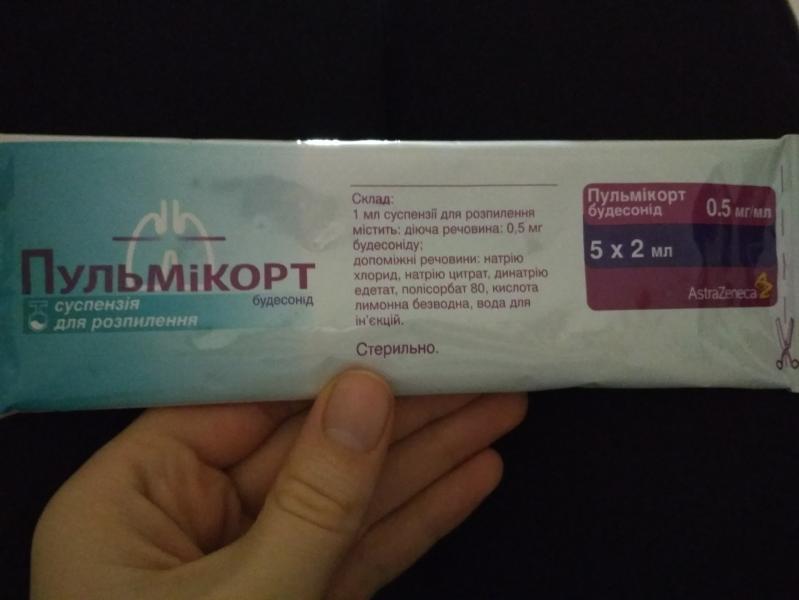 Пульмікорт
будесонід
суспензія
для розпилення
Склад:
1 мл суспензії для розпилення
містить: діюча речовина: 0,5 мг
будесоніду;
допоміжні речовини: натрію
хлорид, натрію цитрат, динатрію
едетат, полісорбат 80, кислота
лимонна безводна, вода для
ін'єкцій.
Стерильно.
Пульмікорт
будесонід 0.5 мг/мл
5 x 2 мл
AstraZeneca